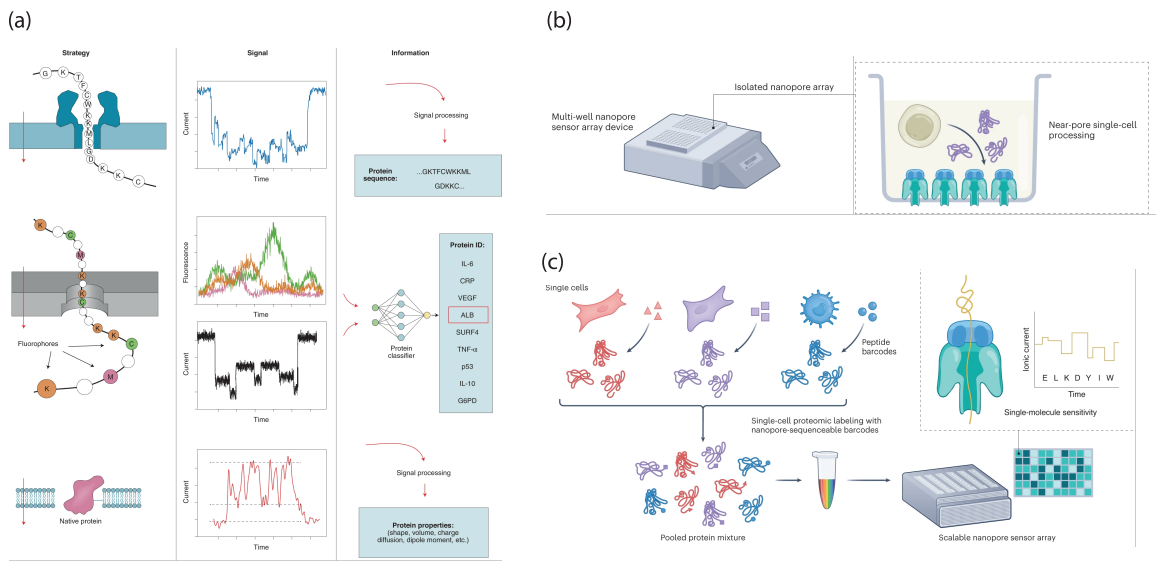 (a)
Strategy
Signal
Information
G
K
T
F
C
W
K
K
M
L
G
D
K
K
C
Current
Time
Signal processing
Protein
sequence:
...GKTFCWKKML
GDKKC...
K
C
M
K
K
C
K
K
C
M
K
Fluorophores
Fluorescence
Time
Current
Time
Protein
classifier
Protein ID:
IL-6
CRP
VEGF
ALB
SURF4
TNF-α
p53
IL-10
G6PD
Native protein
Current
Time
Signal processing
Protein properties:
(shape, volume, charge
diffusion, dipole moment, etc.)
(b)
Multi-well nanopore
sensor array device
Isolated nanopore array
Near-pore single-cell
processing
(c)
Single cells
Peptide
barcodes
Single-cell proteomic labeling with
nanopore-sequenceable barcodes
Pooled protein mixture
Ionic current
E L K D Y I W
Time
Single-molecule sensitivity
Scalable nanopore sensor array